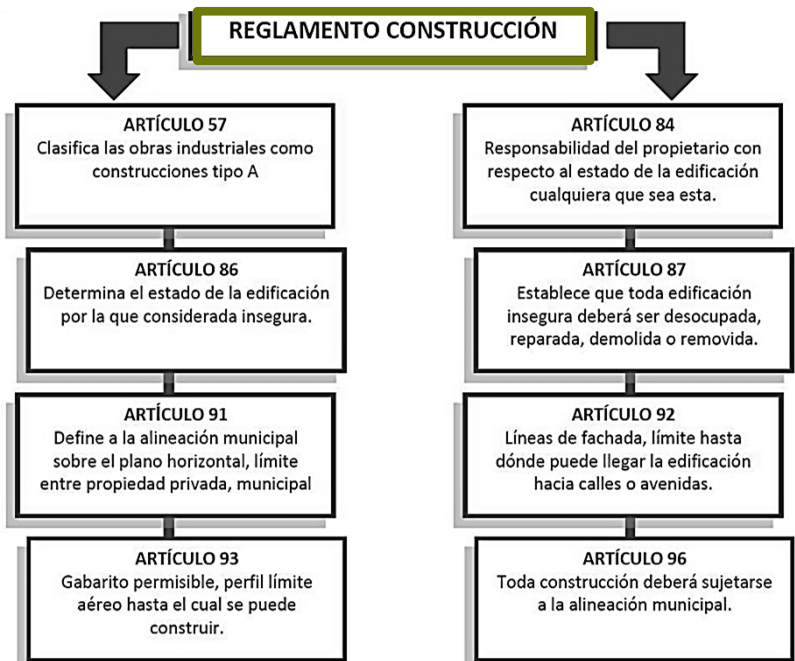 REGLAMENTO CONSTRUCCIÓN
ARTÍCULO 57
Clasifica las obras industriales como
construcciones tipo A
ARTÍCULO 86
Determina el estado de la edificación
por la que considerada insegura.
ARTÍCULO 91
Define a la alineación municipal
sobre el plano horizontal, límite
entre propiedad privada, municipal
ARTÍCULO 93
Gabarito permisible, perfil límite
aéreo hasta el cual se puede
construir.
ARTÍCULO 84
Responsabilidad del propietario con
respecto al estado de la edificación
cualquiera que sea esta.
ARTÍCULO 87
Establece que toda edificación
insegura deberá ser desocupada,
reparada, demolida o removida.
ARTÍCULO 92
Líneas de fachada, límite hasta
dónde puede llegar la edificación
hacia calles o avenidas.
ARTÍCULO 96
Toda construcción deberá sujetarse
a la alineación municipal.